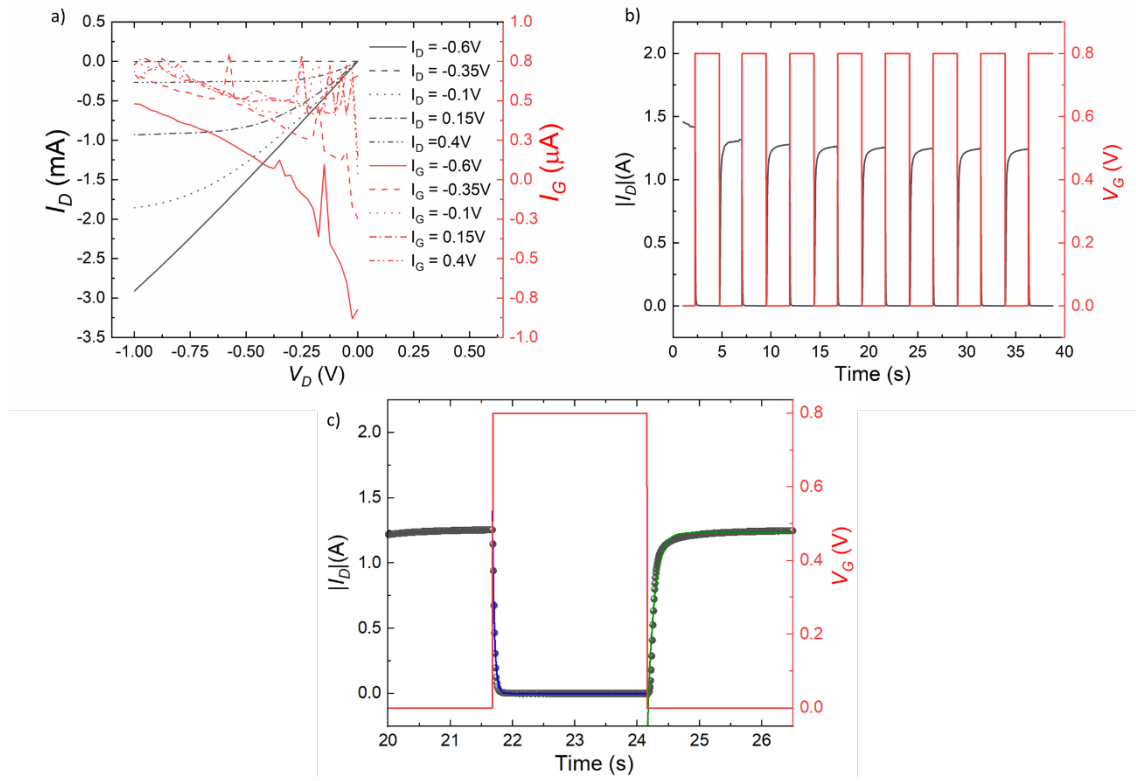 a)
I_D (mA)
0.0
-0.5
-1.0
-1.5
-2.0
-2.5
-3.0
-3.5
-1.00 -0.75 -0.50 -0.25 0.00 0.25 0.50
V_D (V)
I_D = -0.6V
I_D = -0.35V
I_D = -0.1V
I_D = 0.15V
I_D =0.4V
I_G = -0.6V
I_G = -0.35V
I_G = -0.1V
I_G = 0.15V
I_G = 0.4V
1.0
0.8
0.5
0.3
0.0
-0.3
-0.5
-0.8
1.0
I_G (μA)
b)
|I_D|(A)
2.0
1.5
1.0
0.5
0.0
0 5 10 15 20 25 30 35 40
Time (s)
0.8
0.6
0.4
0.2
0.0
V_G (V)
c)
|I_D|(A)
2.0
1.5
1.0
0.5
0.0
20 21 22 23 24 25 26
Time (s)
0.8
0.6
0.4
0.2
0.0
V_G (V)